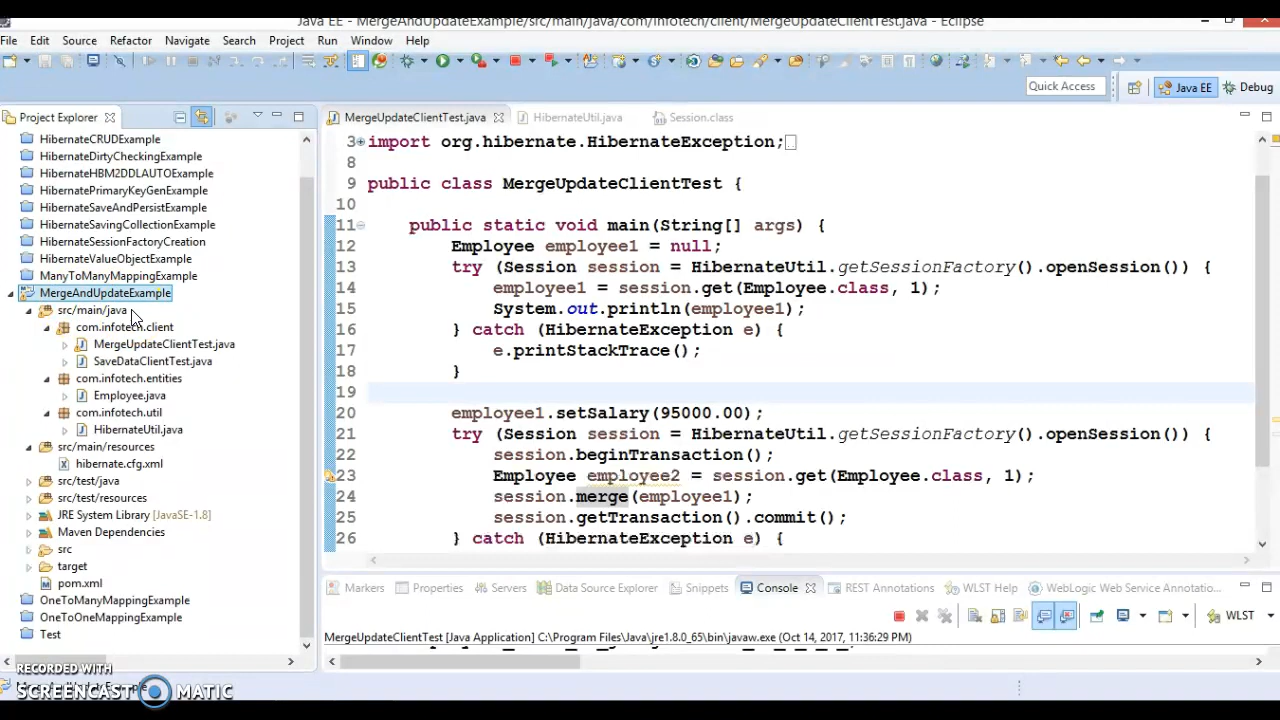 Java EE - MergeAndUpdateExample/src/main/java/com/infotech/client/MergeUpdateClientTest.java - Eclipse
File Edit Source Refactor Navigate Search Project Run Window Help
Quick Access Java EE Debug
Project Explorer
HibernateCRUDExample
HibernateDirtyCheckingExample
HibernateHBM2DDLAUTOExample
HibernatePrimaryKeyGenExample
HibernateSaveAndPersistExample
HibernateSavingCollectionExample
HibernateSessionFactoryCreation
HibernateValueObjectExample
ManyToManyMappingExample
MergeAndUpdateExample
src/main/java
com.infotech.client
MergeUpdateClientTest.java
SaveDataClientTest.java
com.infotech.entities
Employee.java
com.infotech.util
HibernateUtil.java
src/main/resources
hibernate.cfg.xml
src/test/java
src/test/resources
JRE System Library [JavaSE-1.8]
Maven Dependencies
src
target
pom.xml
OneToManyMappingExample
OneToOneMappingExample
Test
MergeUpdateClientTest.java HibernateUtil.java Session.class
3 import org.hibernate.HibernateException;
8
9 public class MergeUpdateClientTest {
10
11 public static void main(String[] args) {
12 Employee employee1 = null;
13 try (Session session = HibernateUtil.getSessionFactory().openSession()) {
14 employee1 = session.get(Employee.class, 1);
15 System.out.println(employee1);
16 } catch (HibernateException e) {
17 e.printStackTrace();
18 }
19
20 employee1.setSalary(95000.00);
21 try (Session session = HibernateUtil.getSessionFactory().openSession()) {
22 session.beginTransaction();
23 Employee employee2 = session.get(Employee.class, 1);
24 session.merge(employee1);
25 session.getTransaction().commit();
26 } catch (HibernateException e) {
Markers Properties Servers Data Source Explorer Snippets Console REST Annotations WLST Help WebLogic Web Service Annotatio...
WLST
MergeUpdateClientTest [Java Application] C:\Program Files\Java\jre1.8.0_65\bin\javaw.exe (Oct 14, 2017, 11:36:29 PM)
RECORDED WITH
SCREENCAST MATIC